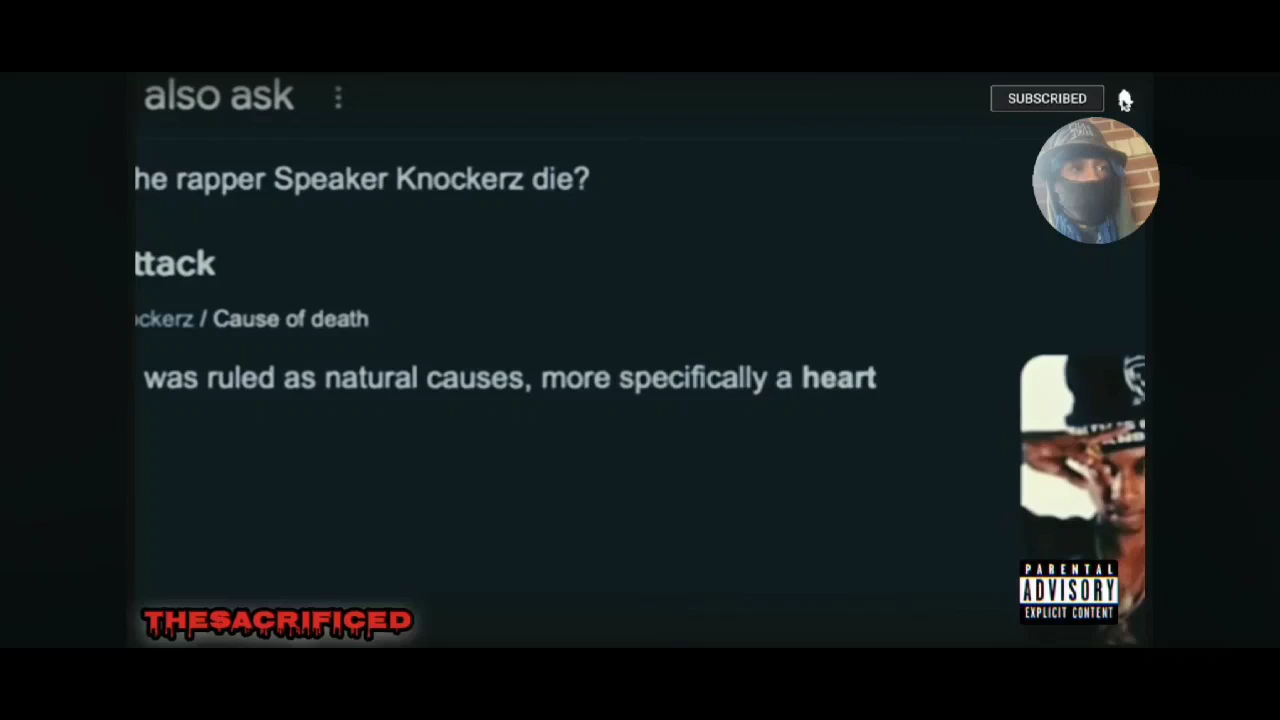 also ask
SUBSCRIBED
he rapper Speaker Knockerz die?
ttack
ockerz / Cause of death
was ruled as natural causes, more specifically a heart
PARENTAL
ADVISORY
EXPLICIT CONTENT
THESACRIFICED